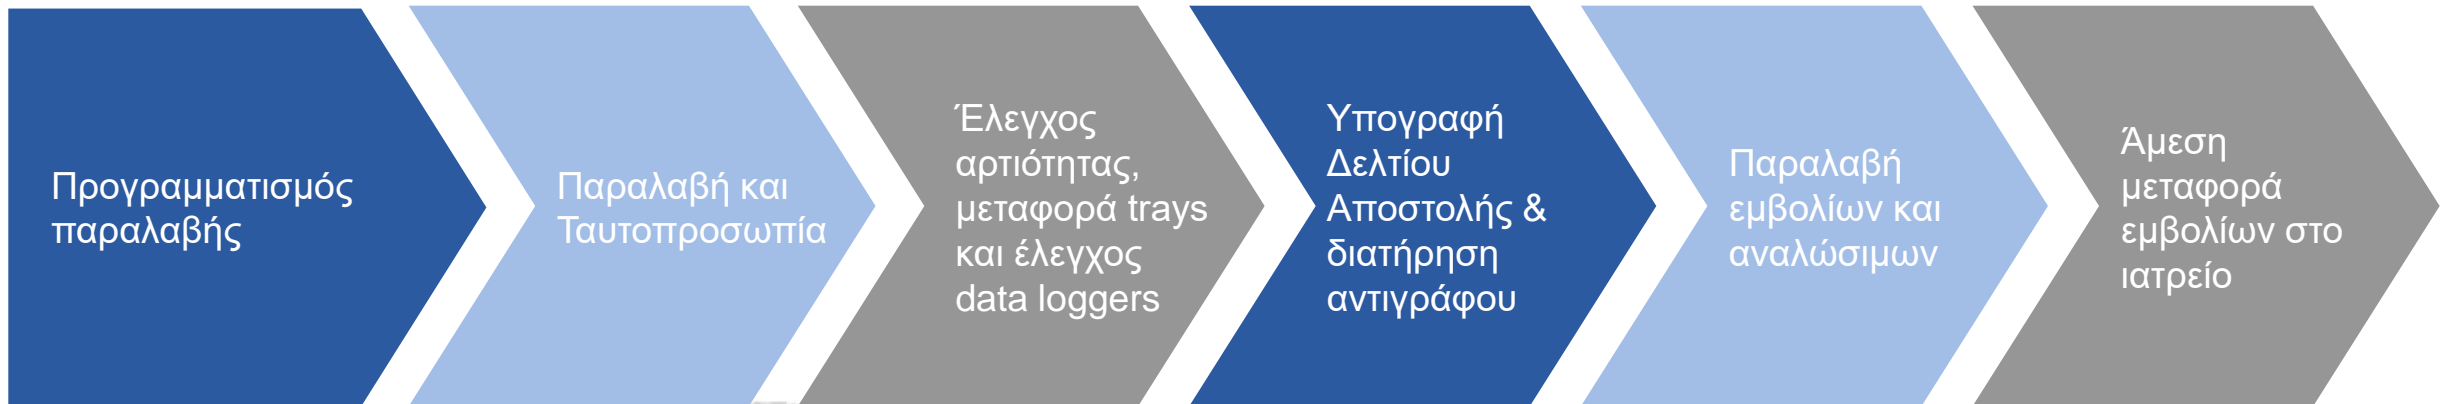 Προγραμματισμός
παραλαβής
Παραλαβή και
Ταυτοπροσωπία
Έλεγχος
αρτιότητας,
μεταφορά trays
και έλεγχος
data loggers
Υπογραφή
Δελτίου
Αποστολής &
διατήρηση
αντιγράφου
Παραλαβή
εμβολίων και
αναλώσιμων
Άμεση
μεταφορά
εμβολίων στο
ιατρείο